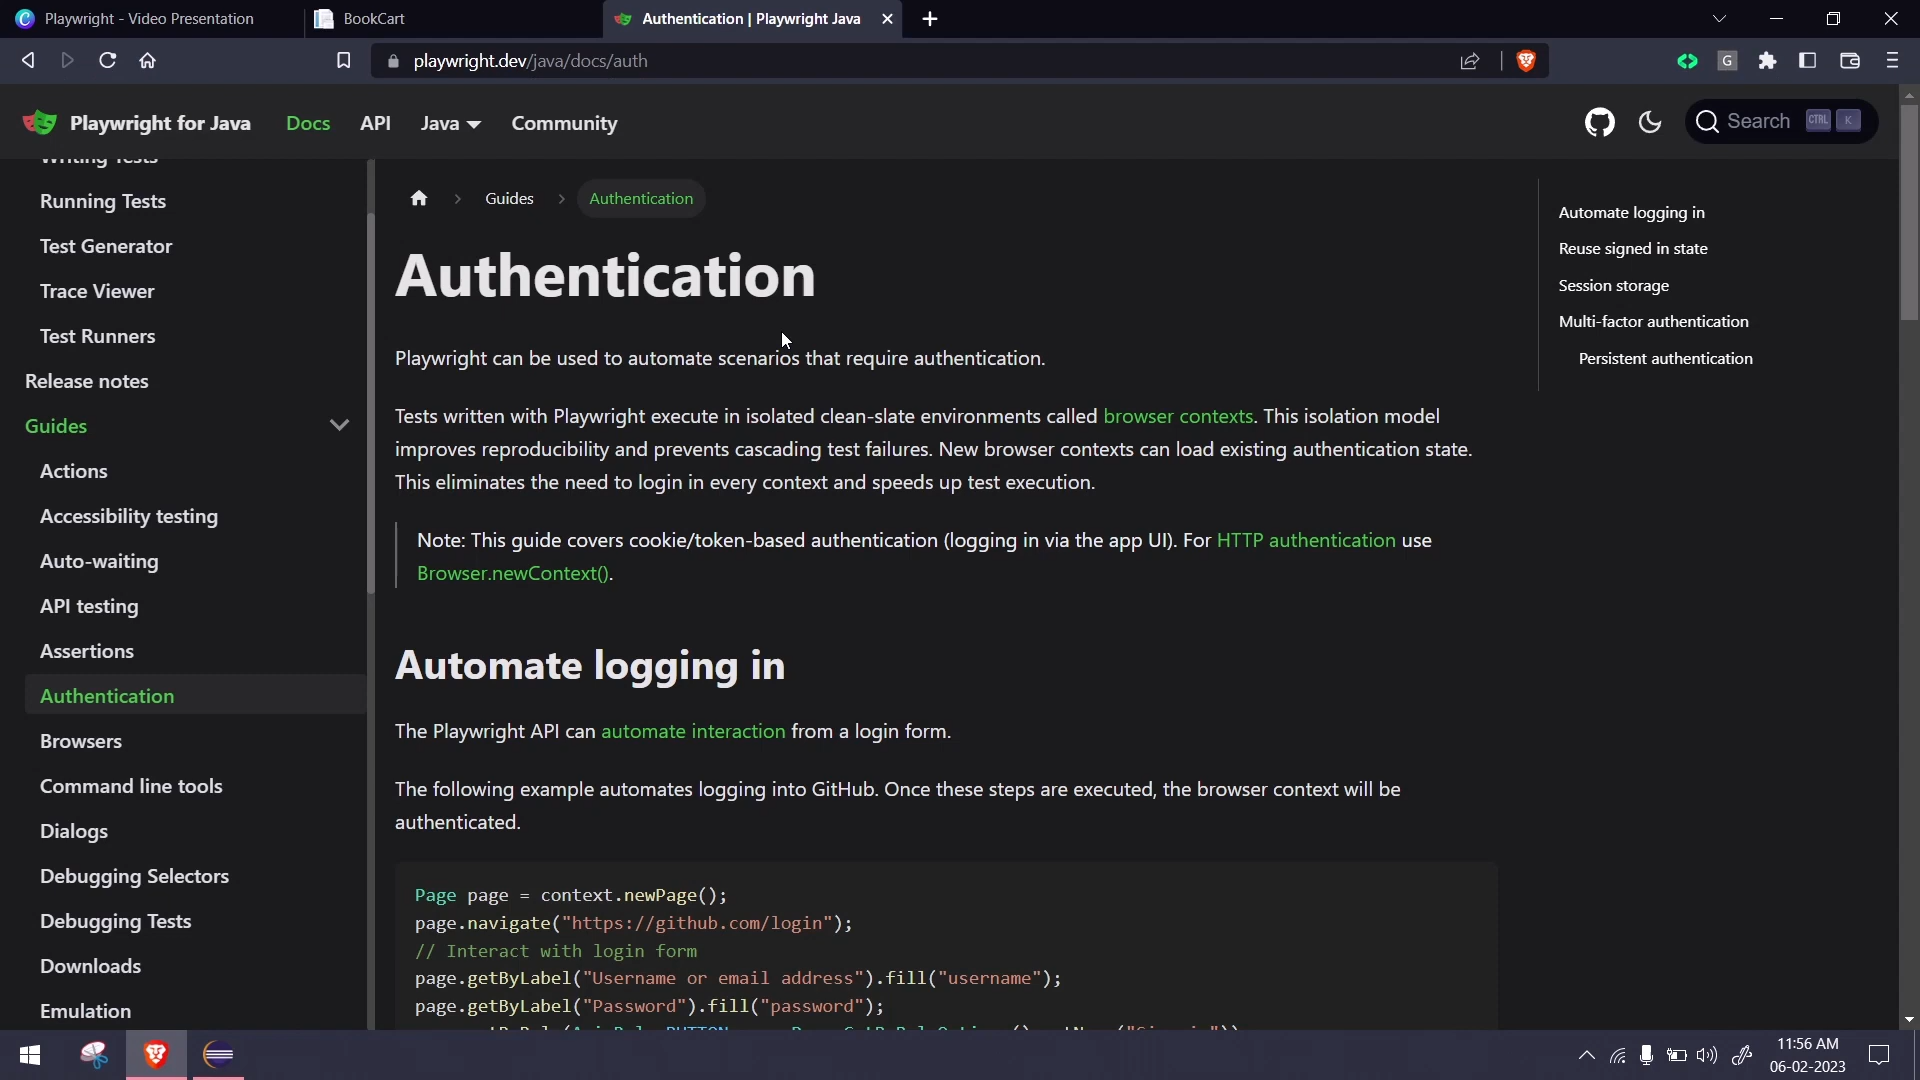 Playwright - Video Presentation
BookCart
Authentication | Playwright Java
playwright.dev/java/docs/auth
G
Playwright for Java
Docs
API
Java
Community
Search
CTRL
K
Writing Tests
Running Tests
Test Generator
Trace Viewer
Test Runners
Release notes
Guides
Actions
Accessibility testing
Auto-waiting
API testing
Assertions
Authentication
Browsers
Command line tools
Dialogs
Debugging Selectors
Debugging Tests
Downloads
Emulation
Guides
Authentication
Authentication
Playwright can be used to automate scenarios that require authentication.
Tests written with Playwright execute in isolated clean-slate environments called browser contexts. This isolation model
improves reproducibility and prevents cascading test failures. New browser contexts can load existing authentication state.
This eliminates the need to login in every context and speeds up test execution.
Note: This guide covers cookie/token-based authentication (logging in via the app UI). For HTTP authentication use
Browser.newContext().
Automate logging in
The Playwright API can automate interaction from a login form.
The following example automates logging into GitHub. Once these steps are executed, the browser context will be
authenticated.
Page page = context.newPage();
page.navigate("https://github.com/login");
// Interact with login form
page.getByLabel("Username or email address").fill("username");
page.getByLabel("Password").fill("password");
Automate logging in
Reuse signed in state
Session storage
Multi-factor authentication
Persistent authentication
11:56 AM
06-02-2023